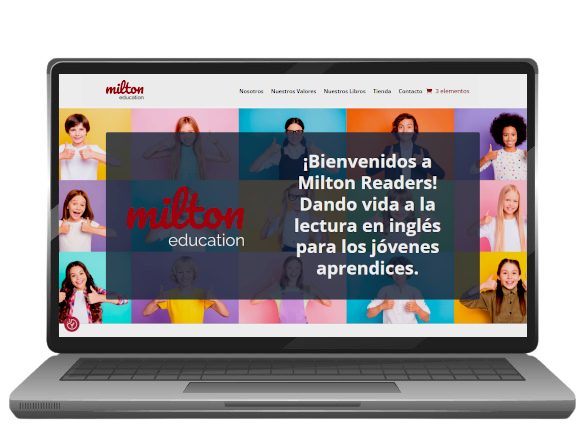 milton
education
Nosotros Nuestros Valores Nuestros Libros Tienda Contacto 3 elementos
milton
education
¡Bienvenidos a
Milton Readers!
Dando vida a la
lectura en inglés
para los jóvenes
aprendices.